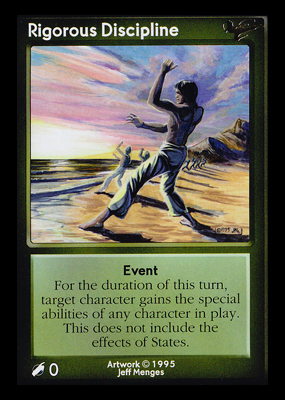 Rigorous Discipline
Event
For the duration of this turn,
target character gains the special
abilities of any character in play.
This does not include the
effects of States.
0
Artwork © 1995
Jeff Menges